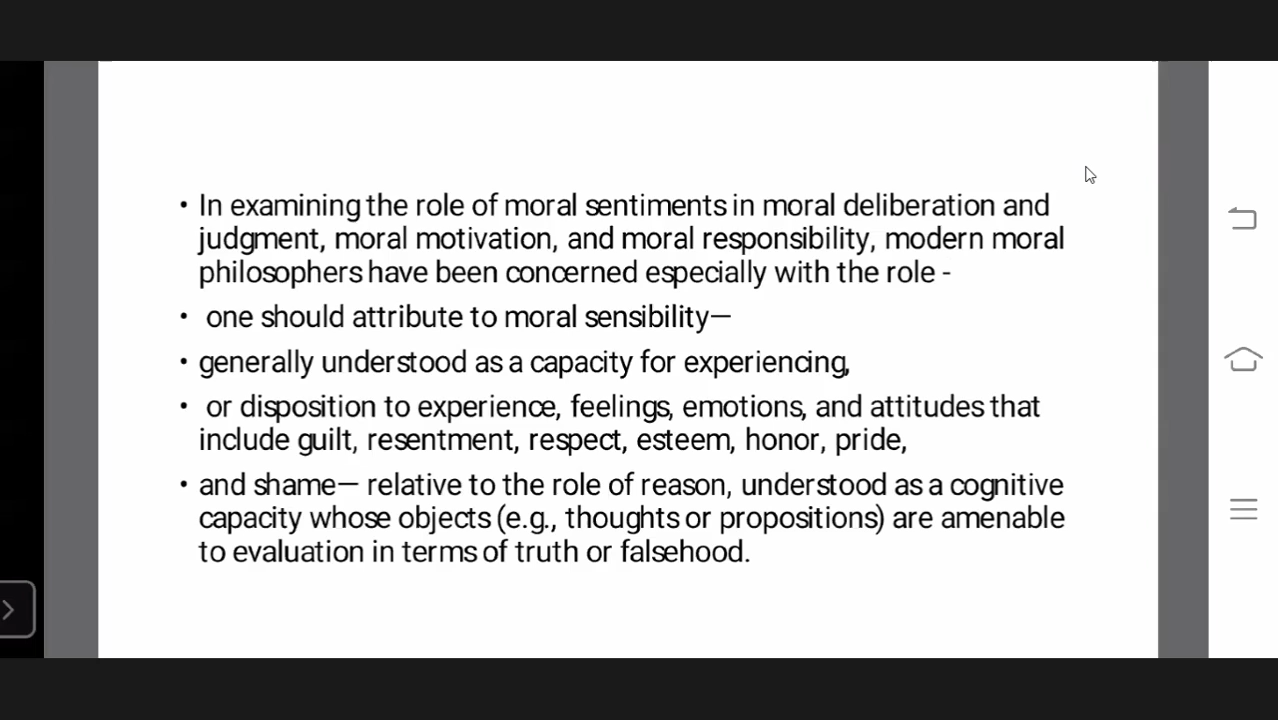 • In examining the role of moral sentiments in moral deliberation and
judgment, moral motivation, and moral responsibility, modern moral
philosophers have been concerned especially with the role -
• one should attribute to moral sensibility—
• generally understood as a capacity for experiencing,
• or disposition to experience, feelings, emotions, and attitudes that
include guilt, resentment, respect, esteem, honor, pride,
• and shame— relative to the role of reason, understood as a cognitive
capacity whose objects (e.g., thoughts or propositions) are amenable
to evaluation in terms of truth or falsehood.